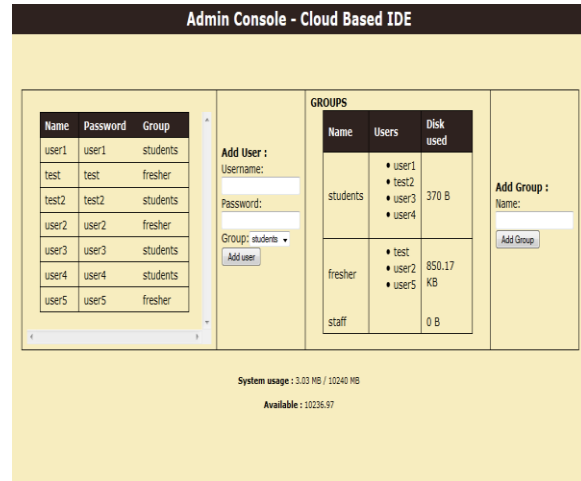 Admin Console - Cloud Based IDE
Name Password Group
user1 user1 students
test test fresher
test2 test2 students
user2 user2 fresher
user3 user3 students
user4 user4 students
user5 user5 fresher
Add User :
Username:
Password:
Group: students
Add user
GROUPS
Name Users Disk used
students
• user1
• test2
• user3
• user4
370 B
fresher
• test
• user2
• user5
850.17 KB
staff 0 B
Add Group :
Name:
Add Group
System usage : 3.03 MB / 10240 MB
Available : 10236.97